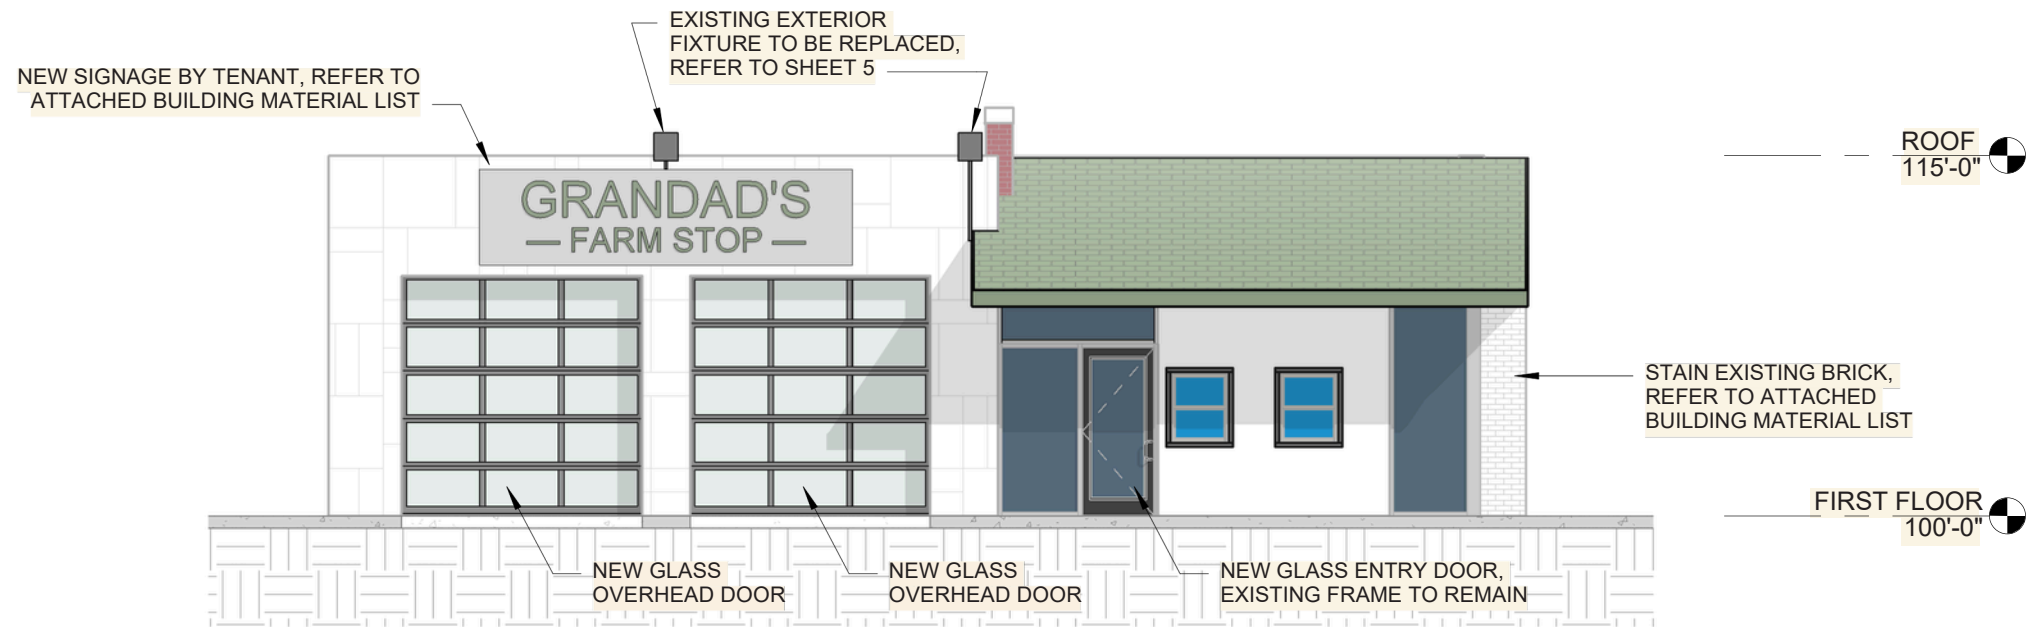 EXISTING EXTERIOR
FIXTURE TO BE REPLACED,
REFER TO SHEET 5
NEW SIGNAGE BY TENANT, REFER TO
ATTACHED BUILDING MATERIAL LIST
ROOF
115'-0"
GRANDAD'S
— FARM STOP —
STAIN EXISTING BRICK,
REFER TO ATTACHED
BUILDING MATERIAL LIST
FIRST FLOOR
100'-0"
NEW GLASS
OVERHEAD DOOR
NEW GLASS
OVERHEAD DOOR
NEW GLASS ENTRY DOOR,
EXISTING FRAME TO REMAIN